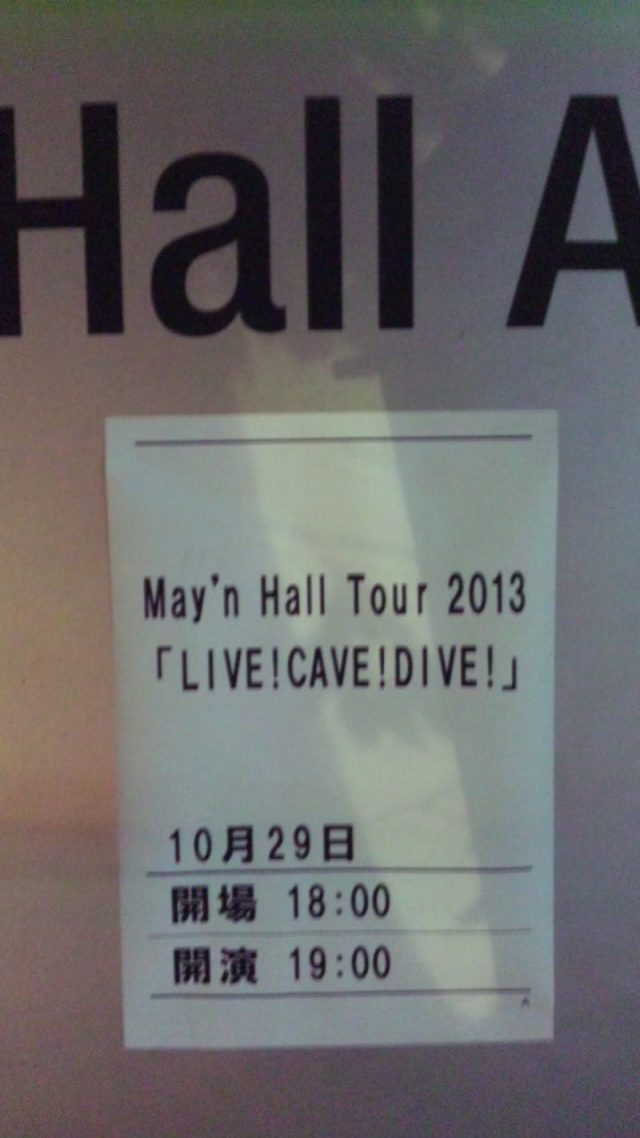 Hall A
May'n Hall Tour 2013
「LIVE!CAVE!DIVE!」
10月29日
開場 18:00
開演 19:00
A